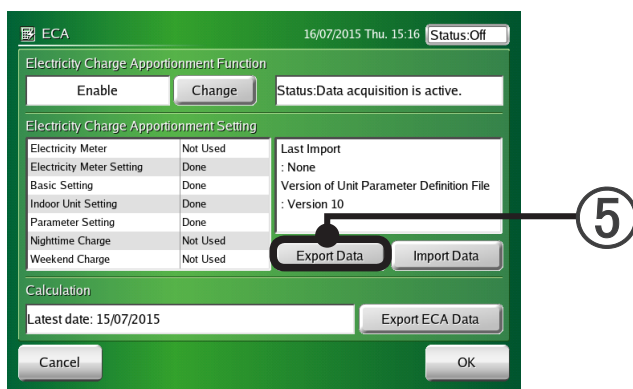 ECA 16/07/2015 Thu. 15:16 Status:Off
Electricity Charge Apportionment Function
Enable Change Status:Data acquisition is active.
Electricity Charge Apportionment Setting
Electricity Meter Not Used
Electricity Meter Setting Done
Basic Setting Done
Indoor Unit Setting Done
Parameter Setting Done
Nighttime Charge Not Used
Weekend Charge Not Used
Last Import
: None
Version of Unit Parameter Definition File
: Version 10
Export Data Import Data
⑤
Calculation
Latest date: 15/07/2015 Export ECA Data
Cancel OK